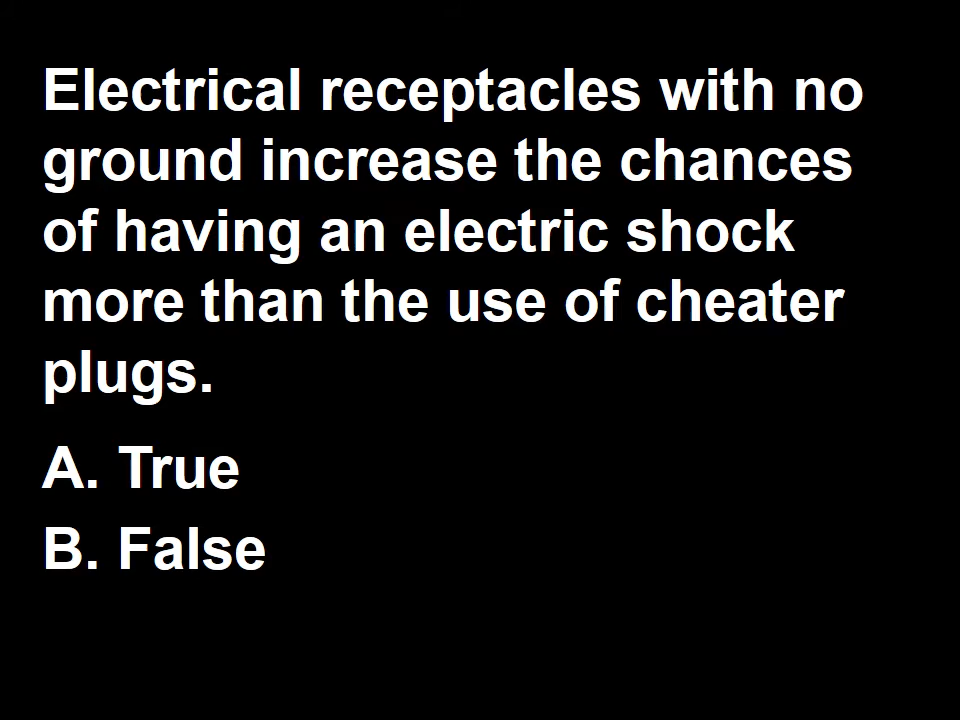 Electrical receptacles with no
ground increase the chances
of having an electric shock
more than the use of cheater
plugs.
A. True
B. False